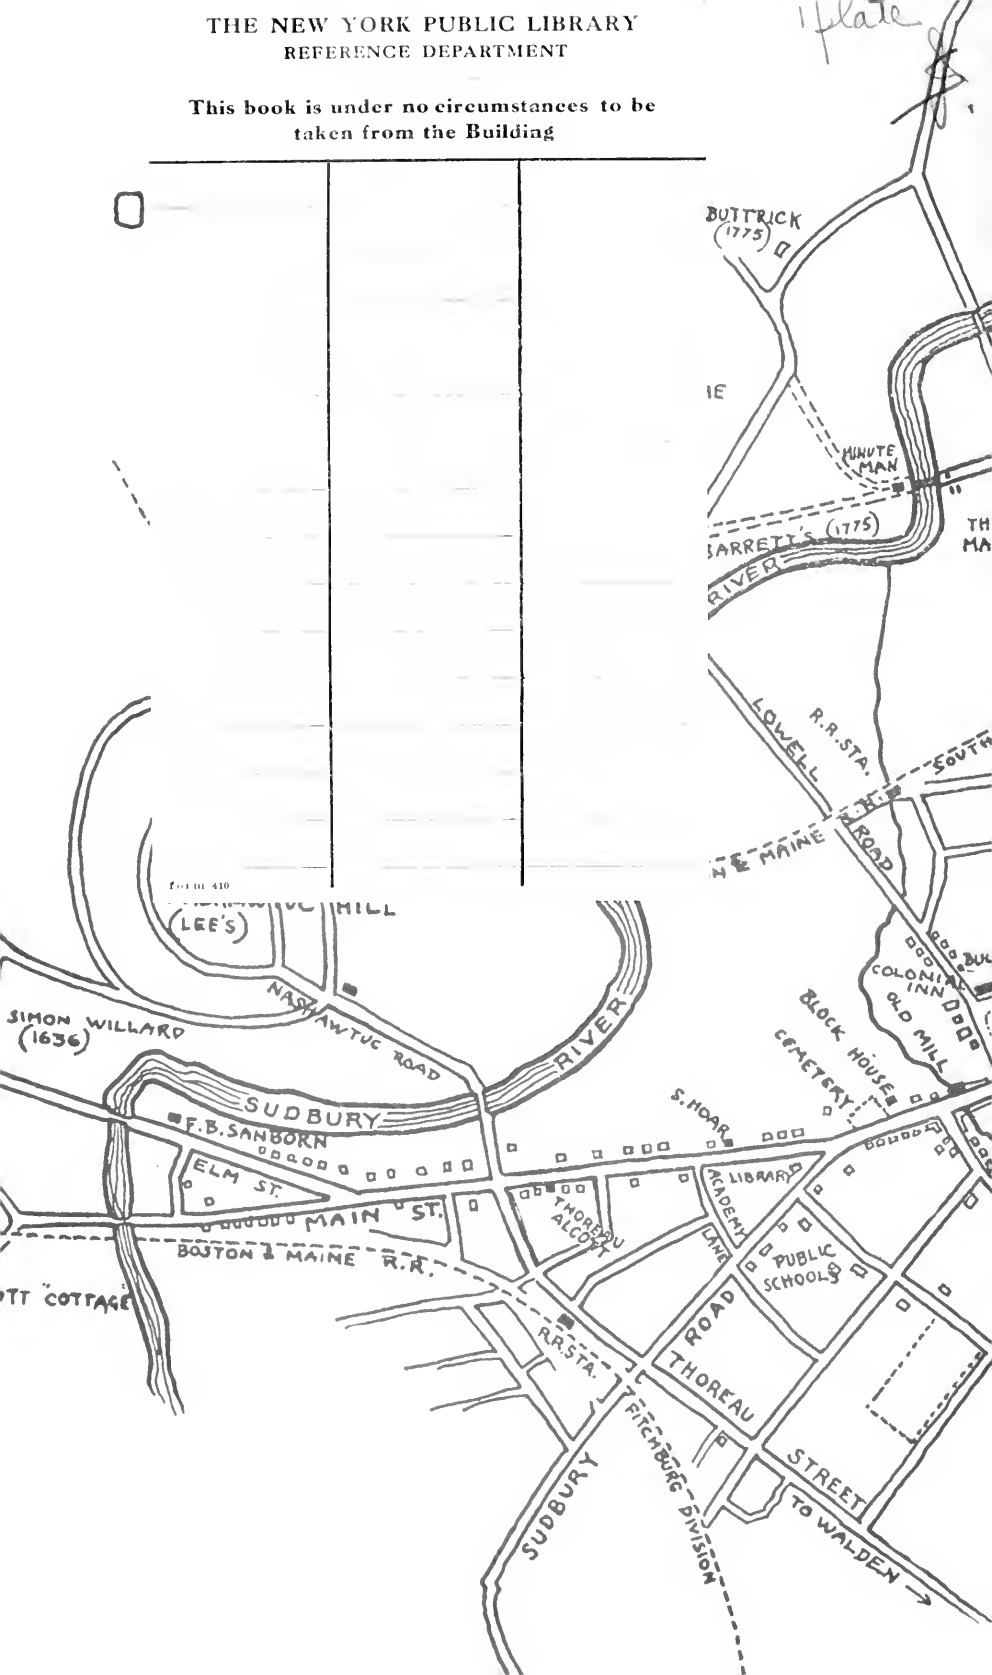 THE NEW YORK PUBLIC LIBRARY
REFERENCE DEPARTMENT
This book is under no circumstances to be
taken from the Building
Form 410
1 plate
BUTTRICK
(1775)
MINUTE
MAN
BARRETT'S (1775)
RIVER
TH
MA
LOWELL
ROAD
R.R. STA.
SOUTH
N & MAINE
HILL
(LEE'S)
NASHAWTUC ROAD
SIMON WILLARD
(1636)
SUDBURY
RIVER
F.B. SANBORN
ELM ST.
MAIN ST.
BOSTON & MAINE R.R.
OTT "COTTAGE"
COLONIAL
INN
OLD MILL
BLOCK HOUSE
CEMETERY
S. HOAR
LIBRARY
ACADEMY
LANE
THOREAU
ALCOTT
PUBLIC
SCHOOLS
R.R. STA.
SUDBURY
ROAD
THOREAU
STREET
FITCHBURG DIVISION
TO WALDEN